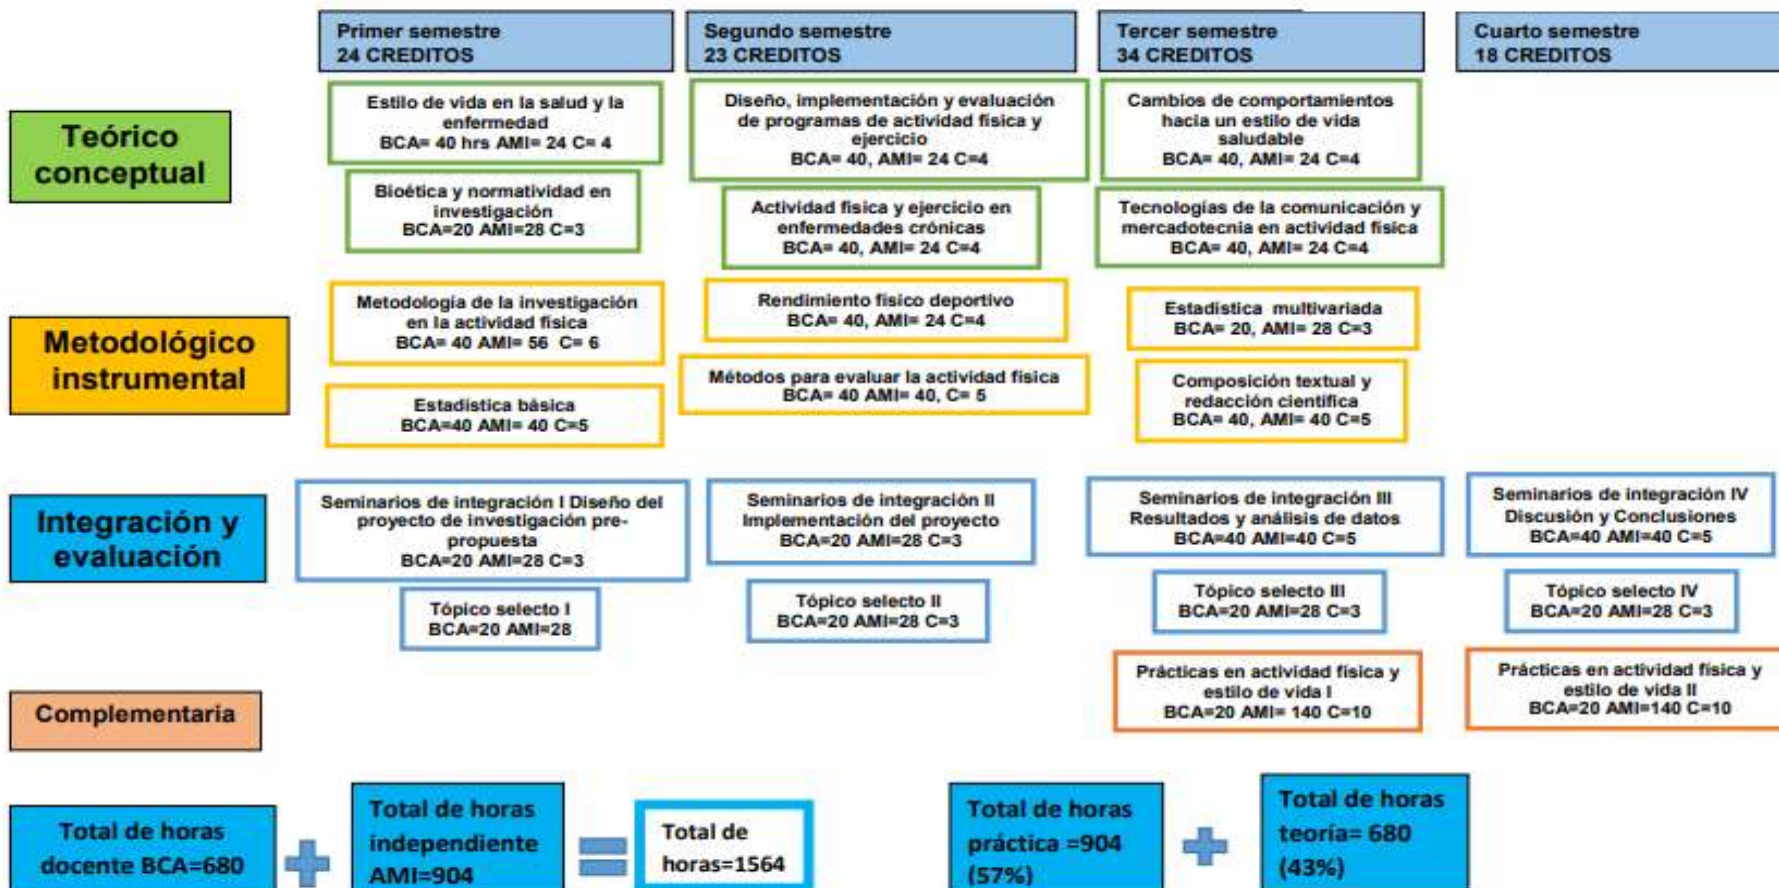 Primer semestre
24 CREDITOS
Segundo semestre
23 CREDITOS
Tercer semestre
34 CREDITOS
Cuarto semestre
18 CREDITOS
Teórico
conceptual
Estilo de vida en la salud y la
enfermedad
BCA= 40 hrs AMI= 24 C= 4
Bioética y normatividad en
investigación
BCA=20 AMI=28 C=3
Diseño, implementación y evaluación
de programas de actividad física y
ejercicio
BCA= 40, AMI= 24 C=4
Actividad física y ejercicio en
enfermedades crónicas
BCA= 40, AMI= 24 C=4
Cambios de comportamientos
hacia un estilo de vida
saludable
BCA= 40, AMI= 24 C=4
Tecnologías de la comunicación y
mercadotecnia en actividad física
BCA= 40, AMI= 24 C=4
Metodológico
instrumental
Metodología de la investigación
en la actividad física
BCA= 40 AMI= 56 C= 6
Estadística básica
BCA=40 AMI= 40 C=5
Rendimiento físico deportivo
BCA= 40, AMI= 24 C=4
Métodos para evaluar la actividad física
BCA= 40 AMI= 40, C= 5
Estadística multivariada
BCA= 20, AMI= 28 C=3
Composición textual y
redacción científica
BCA= 40, AMI= 40 C=5
Integración y
evaluación
Seminarios de integración I Diseño del
proyecto de investigación pre-
propuesta
BCA=20 AMI=28 C=3
Tópico selecto I
BCA=20 AMI=28
Seminarios de integración II
Implementación del proyecto
BCA=20 AMI=28 C=3
Tópico selecto II
BCA=20 AMI=28 C=3
Seminarios de integración III
Resultados y análisis de datos
BCA=40 AMI=40 C=5
Tópico selecto III
BCA=20 AMI=28 C=3
Seminarios de integración IV
Discusión y Conclusiones
BCA=40 AMI=40 C=5
Tópico selecto IV
BCA=20 AMI=28 C=3
Complementaria
Prácticas en actividad física y
estilo de vida I
BCA=20 AMI= 140 C=10
Prácticas en actividad física y
estilo de vida II
BCA=20 AMI=140 C=10
Total de horas
docente BCA=680
Total de horas
independiente
AMI=904
Total de
horas=1564
Total de horas
práctica =904
(57%)
Total de horas
teoría= 680
(43%)